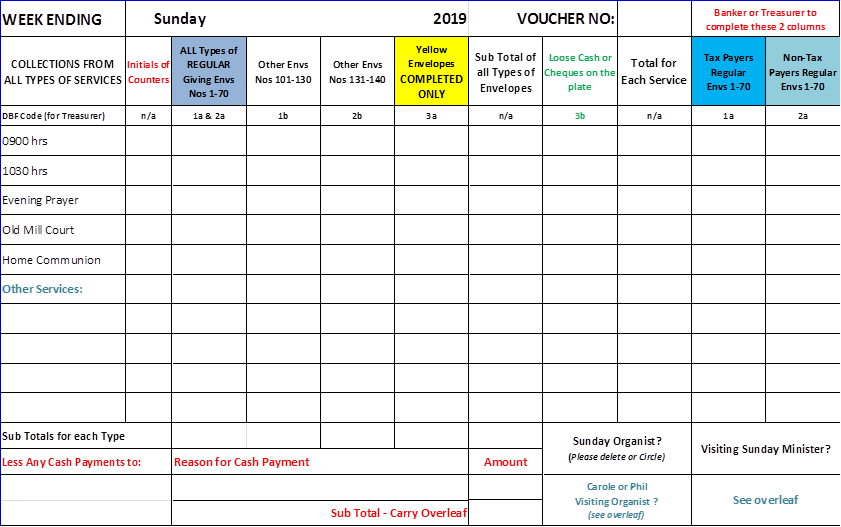 WEEK ENDING Sunday 2019 VOUCHER NO: Banker or Treasurer to
complete these 2 columns
COLLECTIONS FROM
ALL TYPES OF SERVICES
Initials of
Counters
ALL Types of
REGULAR
Giving Envs
Nos 1-70
Other Envs
Nos 101-130
Other Envs
Nos 131-140
Yellow
Envelopes
COMPLETED
ONLY
Sub Total of
all Types of
Envelopes
Loose Cash or
Cheques on the
plate
Total for
Each Service
Tax Payers
Regular
Envs 1-70
Non-Tax
Payers Regular
Envs 1-70
DBF Code (for Treasurer) n/a 1a & 2a 1b 2b 3a n/a 3b n/a 1a 2a
0900 hrs
1030 hrs
Evening Prayer
Old Mill Court
Home Communion
Other Services:
Sub Totals for each Type
Sunday Organist?
(Please delete or Circle)
Visiting Sunday Minister?
Less Any Cash Payments to: Reason for Cash Payment Amount
Carole or Phil
Visiting Organist ?
(see overleaf)
See overleaf
Sub Total - Carry Overleaf